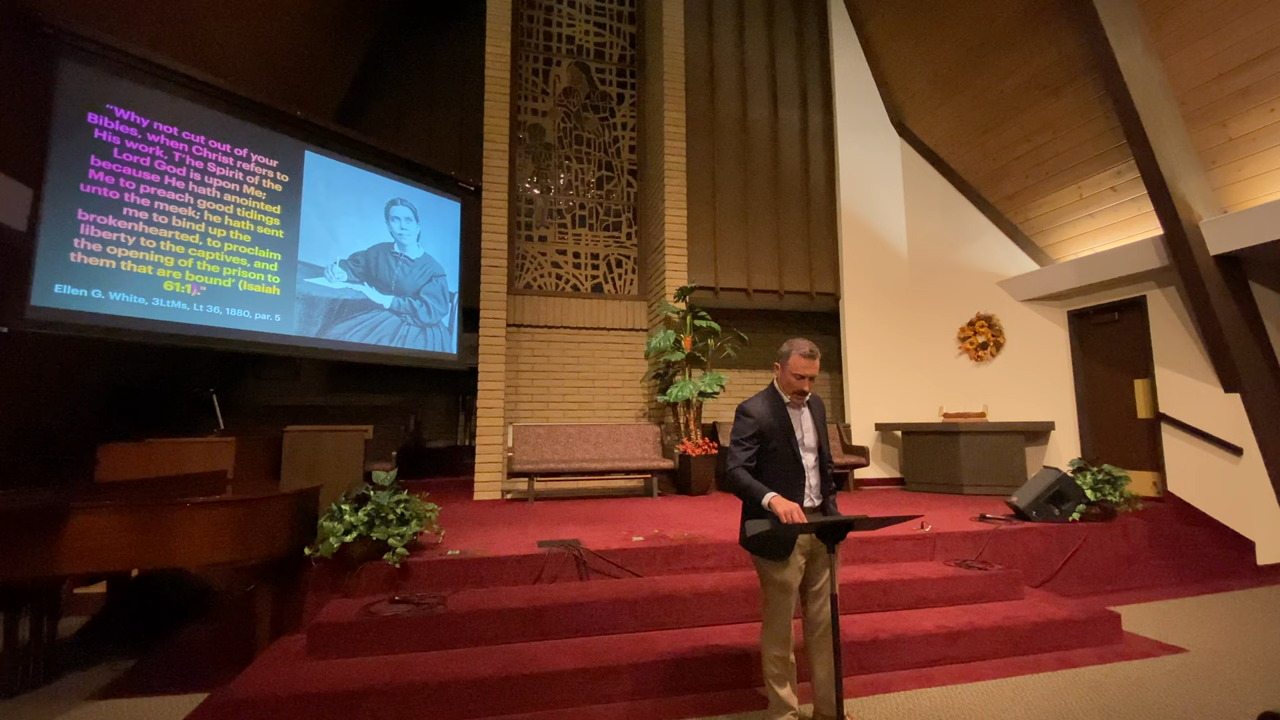 "Why not cut out of your
Bibles, when Christ refers to
His work, T'he Spirit of the
Lord God is upon Me;
because He hath anointed
Me to preach good tidings
unto the meek; he hath sent
me to bind up the
brokenhearted, to proclaim
liberty to the captives, and
the opening of the prison to
them that are bound' (Isaiah
61:1)."
Ellen G. White, 3LtMs, Lt 36, 1880, par. 5